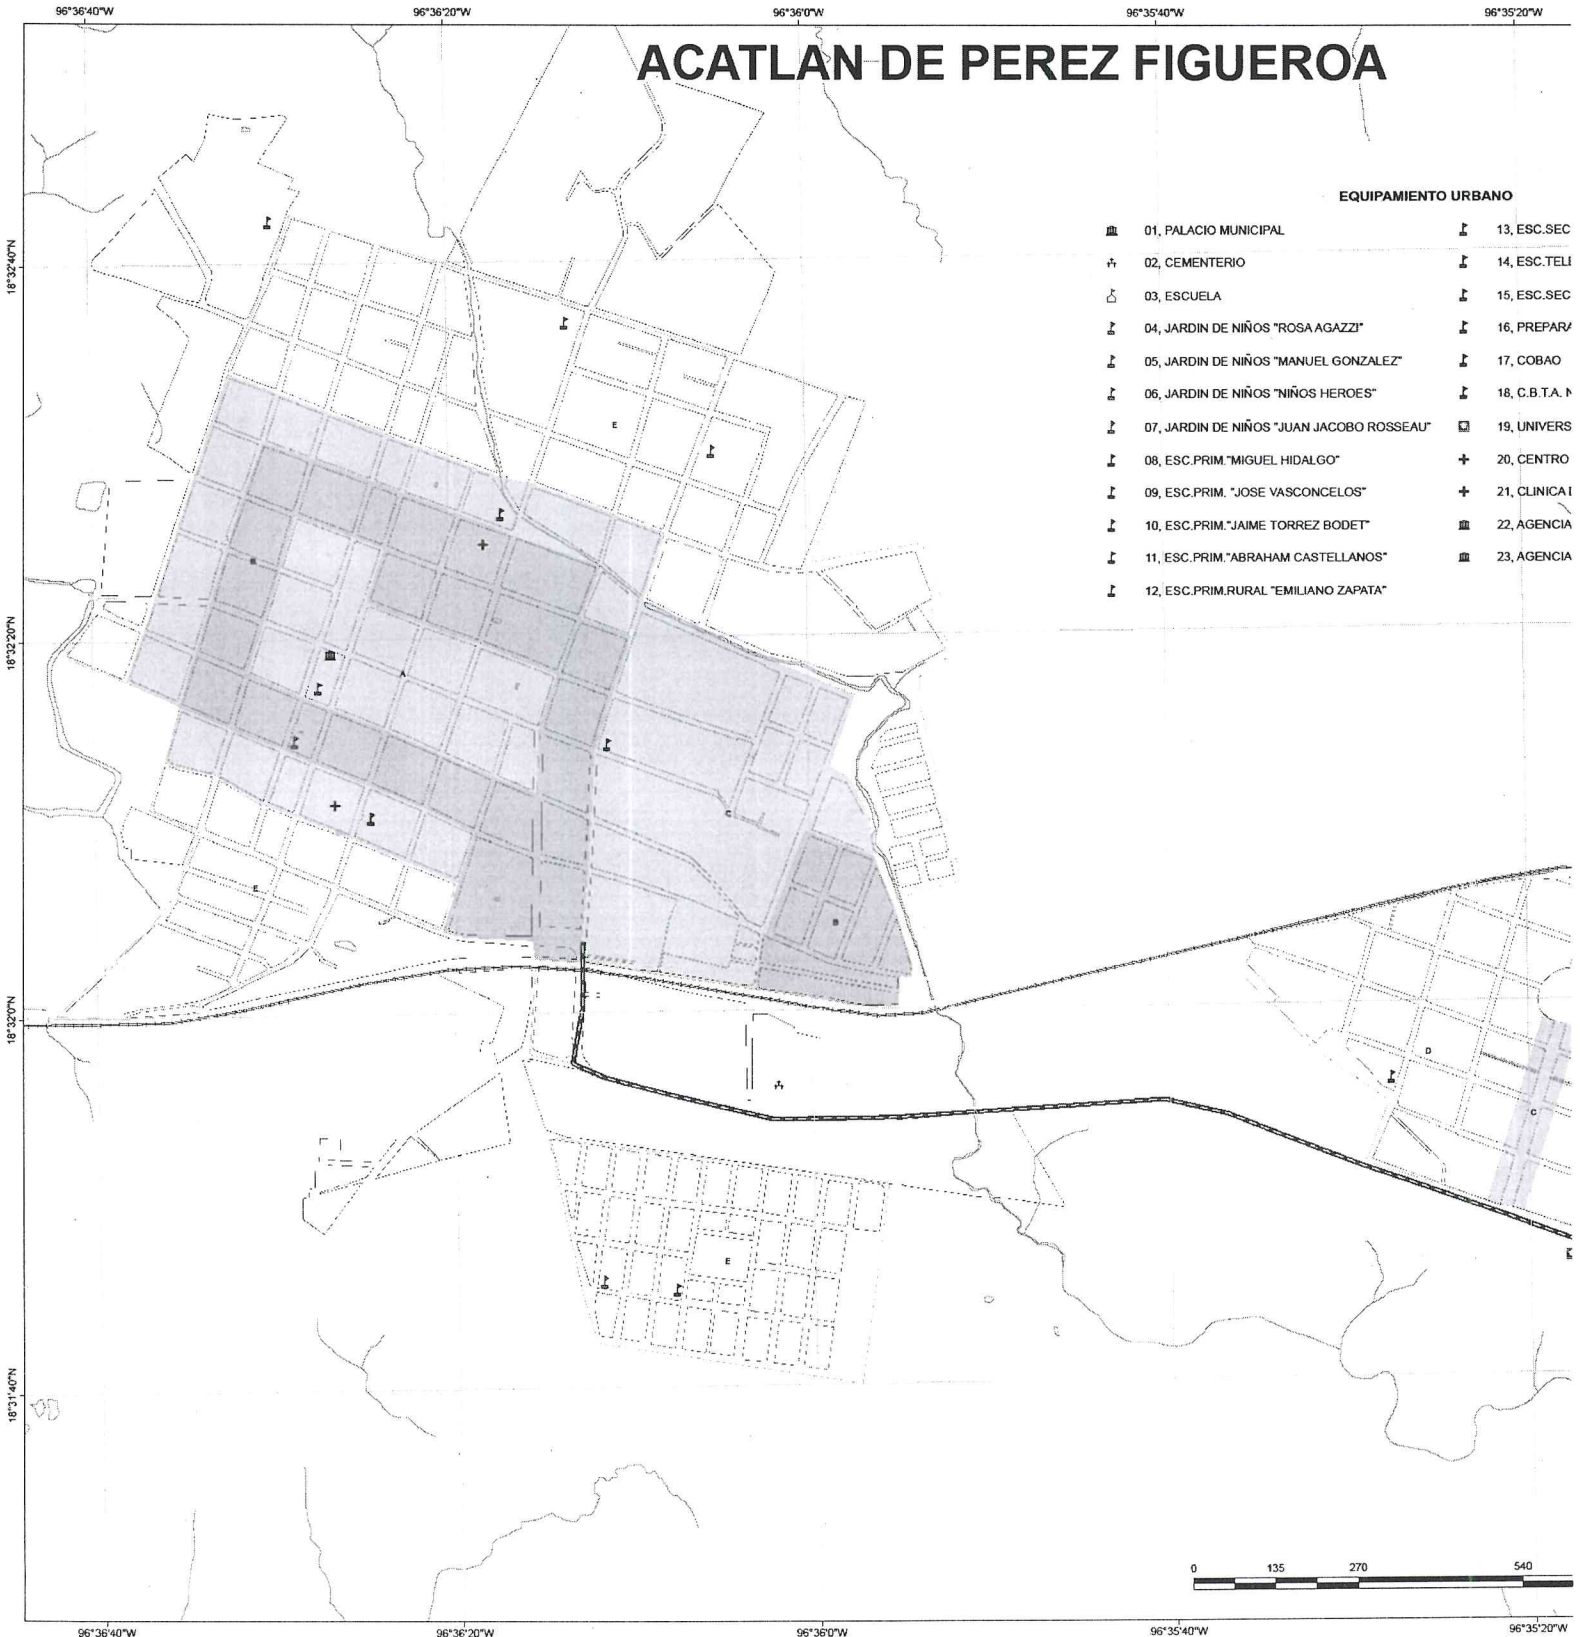 96°36'40"W
96°36'20"W
96°36'0"W
96°35'40"W
96°35'20"W
ACATLAN DE PEREZ FIGUEROA
EQUIPAMIENTO URBANO
01, PALACIO MUNICIPAL
02, CEMENTERIO
03, ESCUELA
04, JARDIN DE NIÑOS "ROSA AGAZZI"
05, JARDIN DE NIÑOS "MANUEL GONZALEZ"
06, JARDIN DE NIÑOS "NIÑOS HEROES"
07, JARDIN DE NIÑOS "JUAN JACOBO ROSSEAU"
08, ESC.PRIM."MIGUEL HIDALGO"
09, ESC.PRIM. "JOSE VASCONCELOS"
10, ESC.PRIM."JAIME TORREZ BODET"
11, ESC.PRIM."ABRAHAM CASTELLANOS"
12, ESC.PRIM.RURAL "EMILIANO ZAPATA"
13, ESC.SEC
14, ESC.TELE
15, ESC.SEC
16, PREPARA
17, COBAO
18, C.B.T.A. N
19, UNIVERS
20, CENTRO
21, CLINICA
22, AGENCIA
23, AGENCIA
18°32'40"N
18°32'20"N
18°32'0"N
18°31'40"N
E
B
A
C
B
E
D
C
E
0 135 270 540
96°36'40"W
96°36'20"W
96°36'0"W
96°35'40"W
96°35'20"W